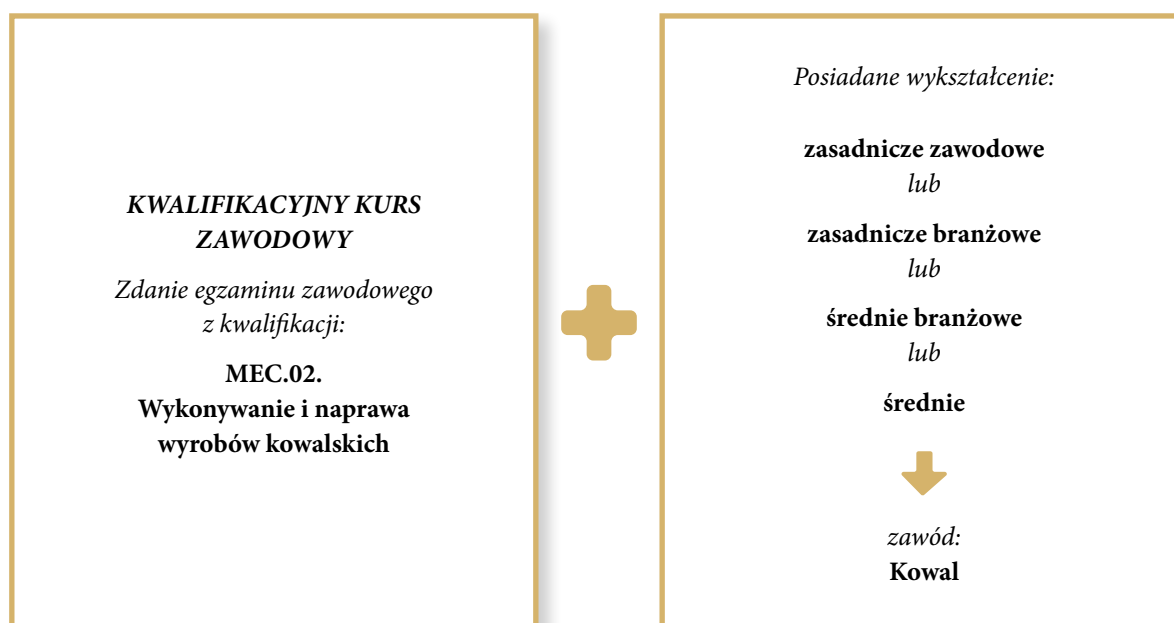 KWALIFIKACYJNY KURS
ZAWODOWY
Zdanie egzaminu zawodowego
z kwalifikacji:
MEC.02.
Wykonywanie i naprawa
wyrobów kowalskich
Posiadane wykształcenie:
zasadnicze zawodowe
lub
zasadnicze branżowe
lub
średnie branżowe
lub
średnie
zawód:
Kowal